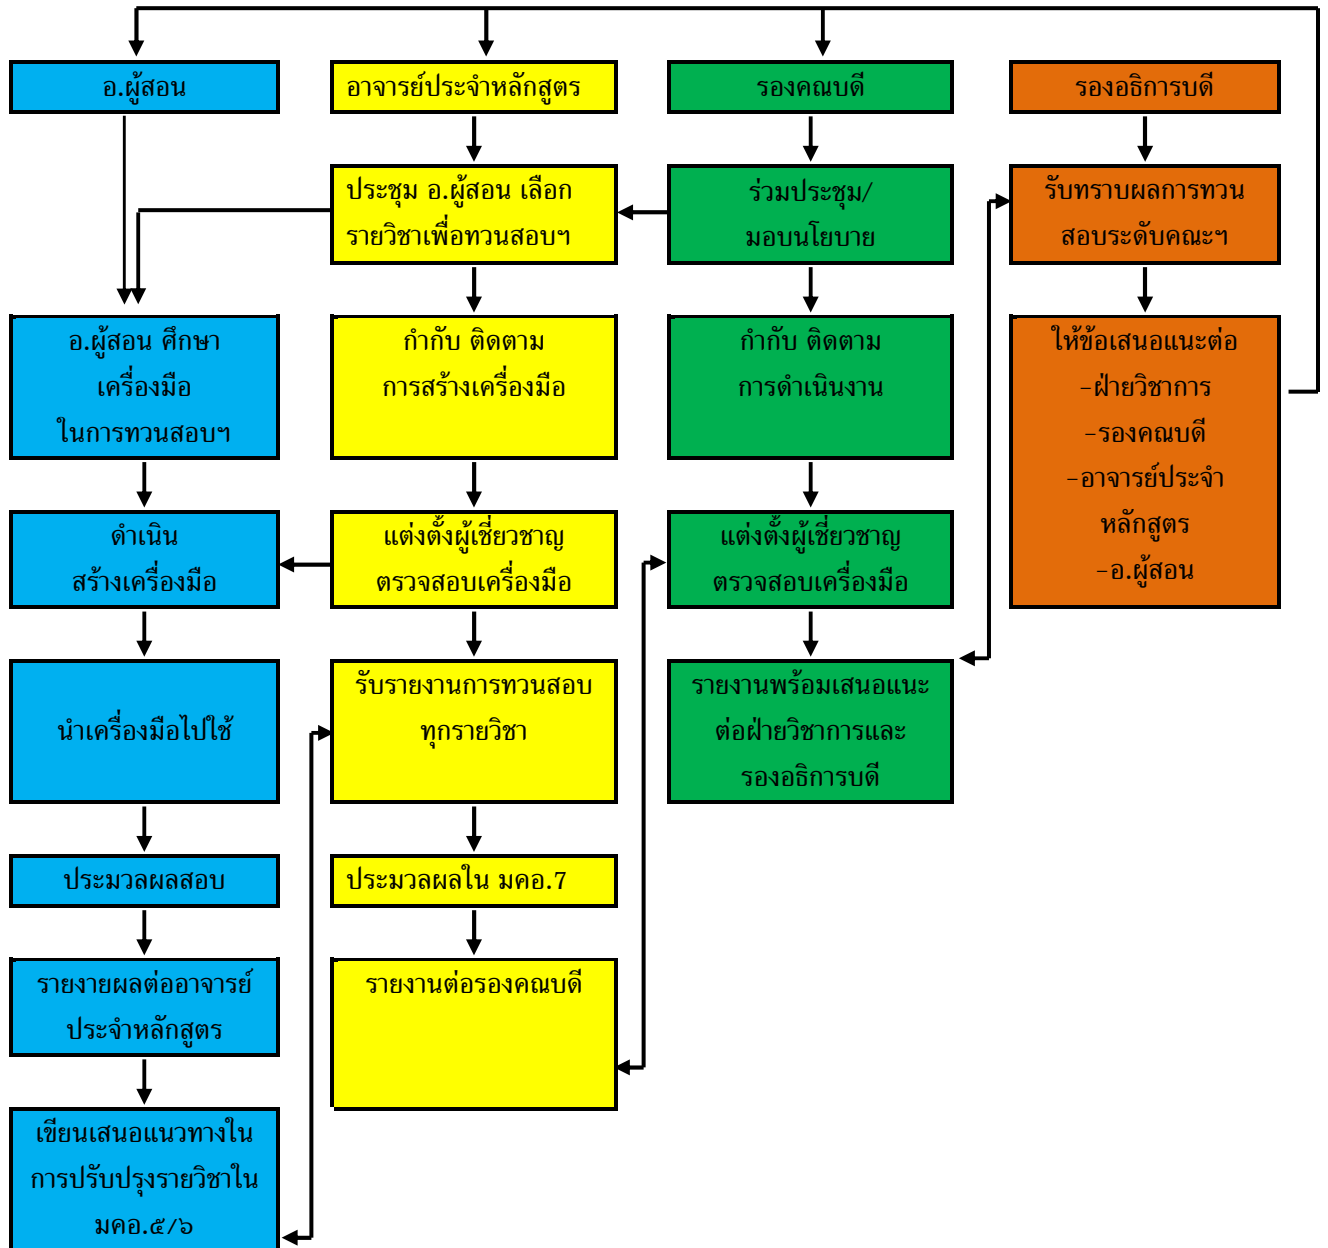 อ.ผู้สอน
อาจารย์ประจำหลักสูตร
รองคณบดี
รองอธิการบดี
ประชุม อ.ผู้สอน เลือก
รายวิชาเพื่อทวนสอบฯ
ร่วมประชุม/
มอบนโยบาย
รับทราบผลการทวน
สอบระดับคณะฯ
อ.ผู้สอน ศึกษา
เครื่องมือ
ในการทวนสอบฯ
กำกับ ติดตาม
การสร้างเครื่องมือ
กำกับ ติดตาม
การดำเนินงาน
ให้ข้อเสนอแนะต่อ
-ฝ่ายวิชาการ
-รองคณบดี
-อาจารย์ประจำ
หลักสูตร
-อ.ผู้สอน
ดำเนิน
สร้างเครื่องมือ
แต่งตั้งผู้เชี่ยวชาญ
ตรวจสอบเครื่องมือ
แต่งตั้งผู้เชี่ยวชาญ
ตรวจสอบเครื่องมือ
นำเครื่องมือไปใช้
รับรายงานการทวนสอบ
ทุกรายวิชา
รายงานพร้อมเสนอแนะ
ต่อฝ่ายวิชาการและ
รองอธิการบดี
ประมวลผลสอบ
ประมวลผลใน มคอ.7
รายงายผลต่ออาจารย์
ประจำหลักสูตร
รายงานต่อรองคณบดี
เขียนเสนอแนวทางใน
การปรับปรุงรายวิชาใน
มคอ.๕/๖